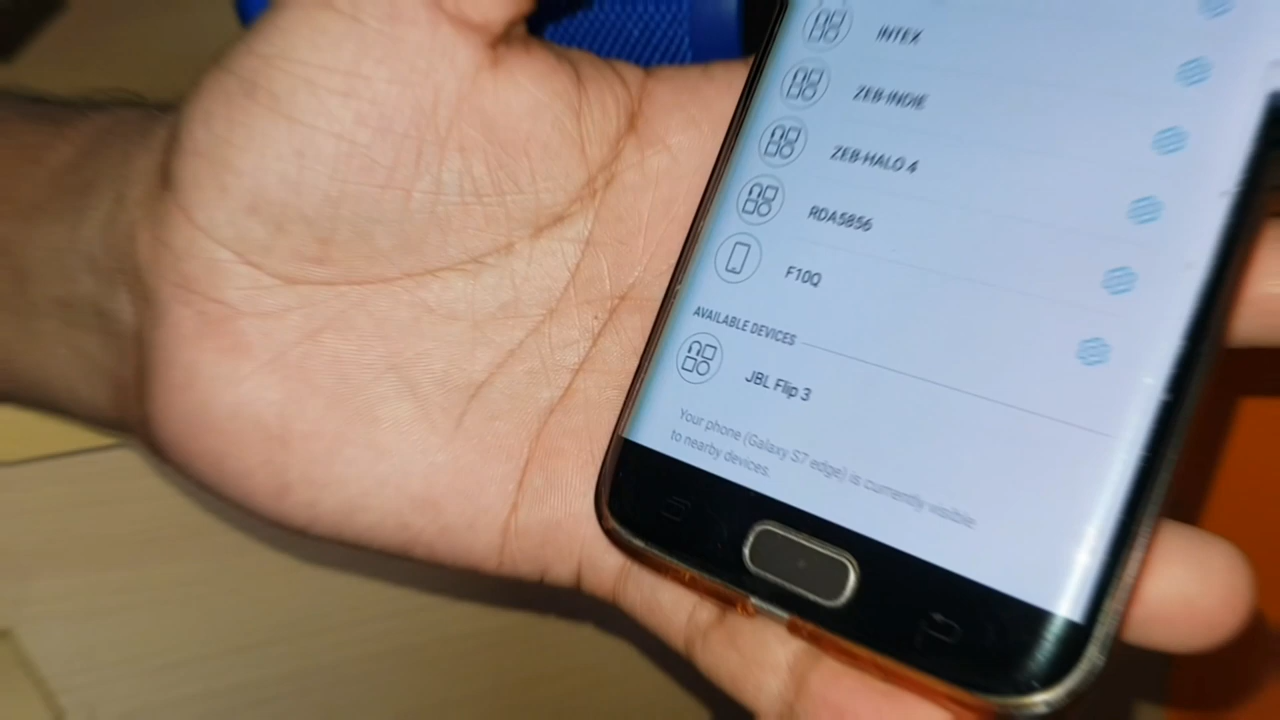 INTEX
ZEB-INDIE
ZEB-HALO 4
RDA5856
F10Q
AVAILABLE DEVICES
JBL Flip 3
Your phone (Galaxy S7 edge) is currently visible
to nearby devices.